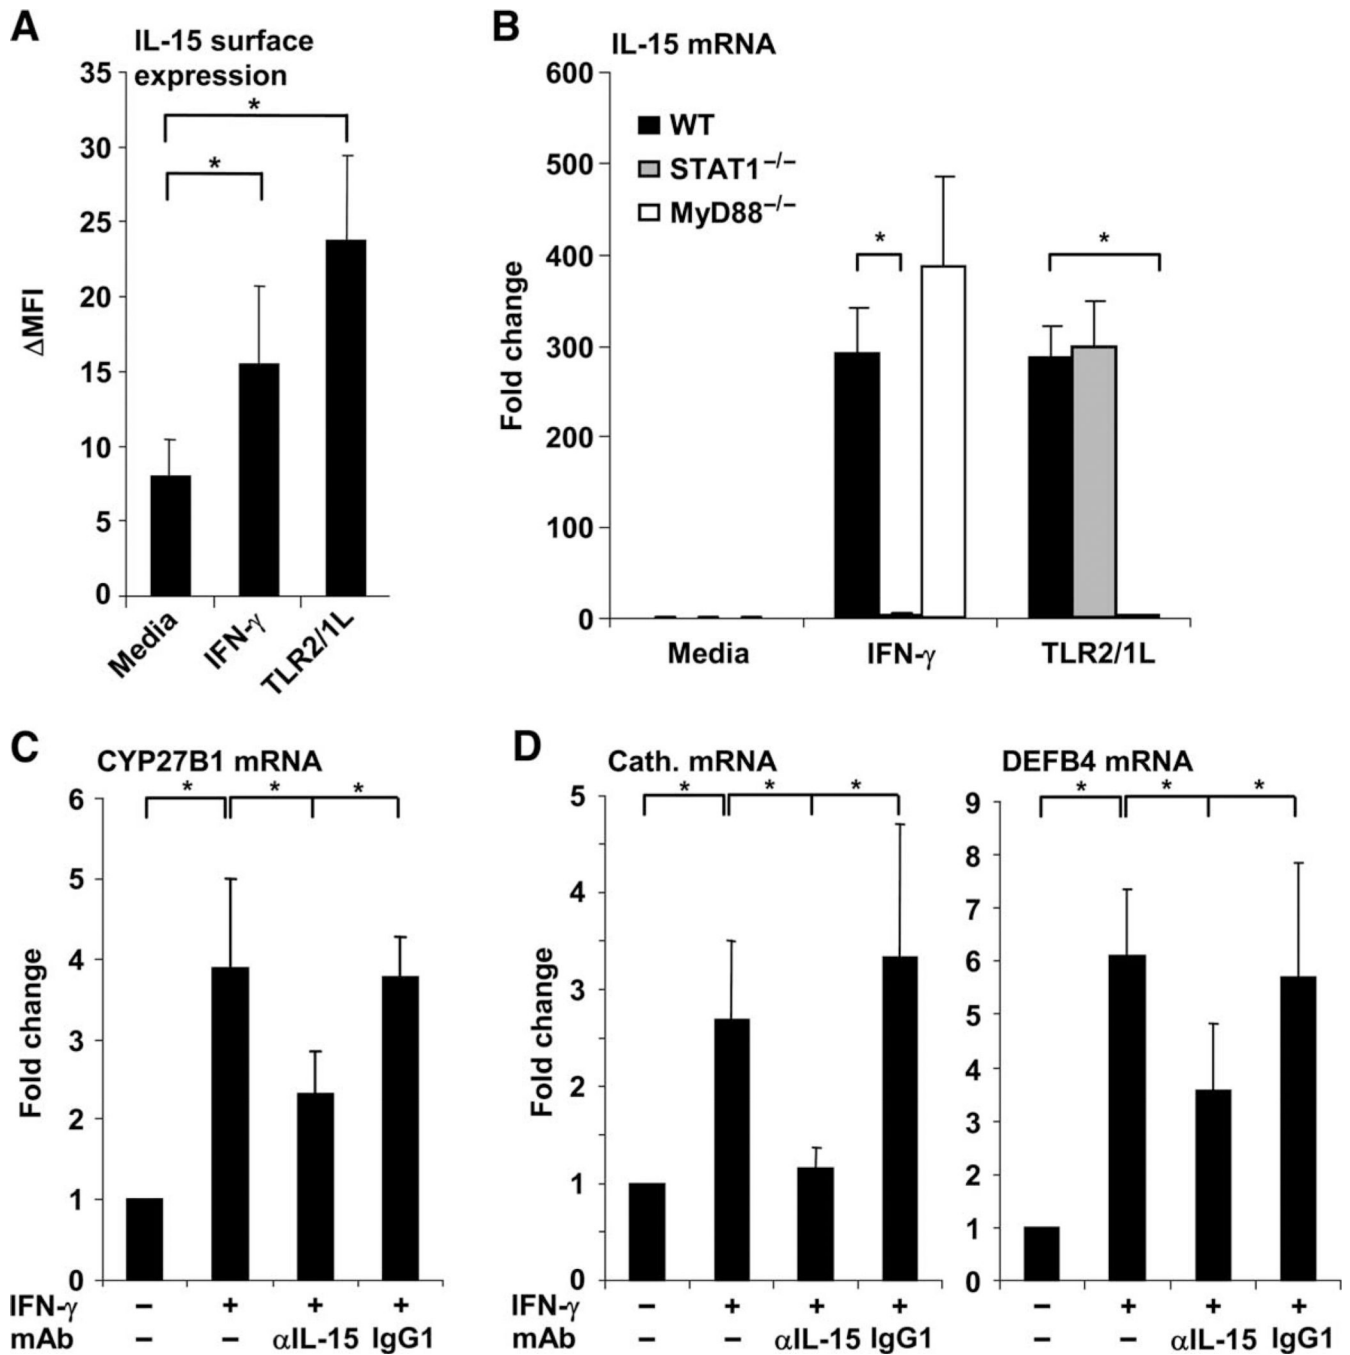 A
IL-15 surface
expression
35
30
25
20
15
10
5
0
ΔMFI
*
*
Media
IFN-γ
TLR2/1L
B
IL-15 mRNA
600
500
400
300
200
100
0
Fold change
WT
STAT1−/−
MyD88−/−
*
*
Media IFN-γ TLR2/1L
C
CYP27B1 mRNA
* * *
6
5
4
3
2
1
0
Fold change
IFN-γ − + + +
mAb − − αIL-15 IgG1
D
Cath. mRNA
* * *
5
4
3
2
1
0
Fold change
IFN-γ − + + +
mAb − − αIL-15 IgG1
DEFB4 mRNA
* * *
9
8
7
6
5
4
3
2
1
0
− + + +
− − αIL-15 IgG1